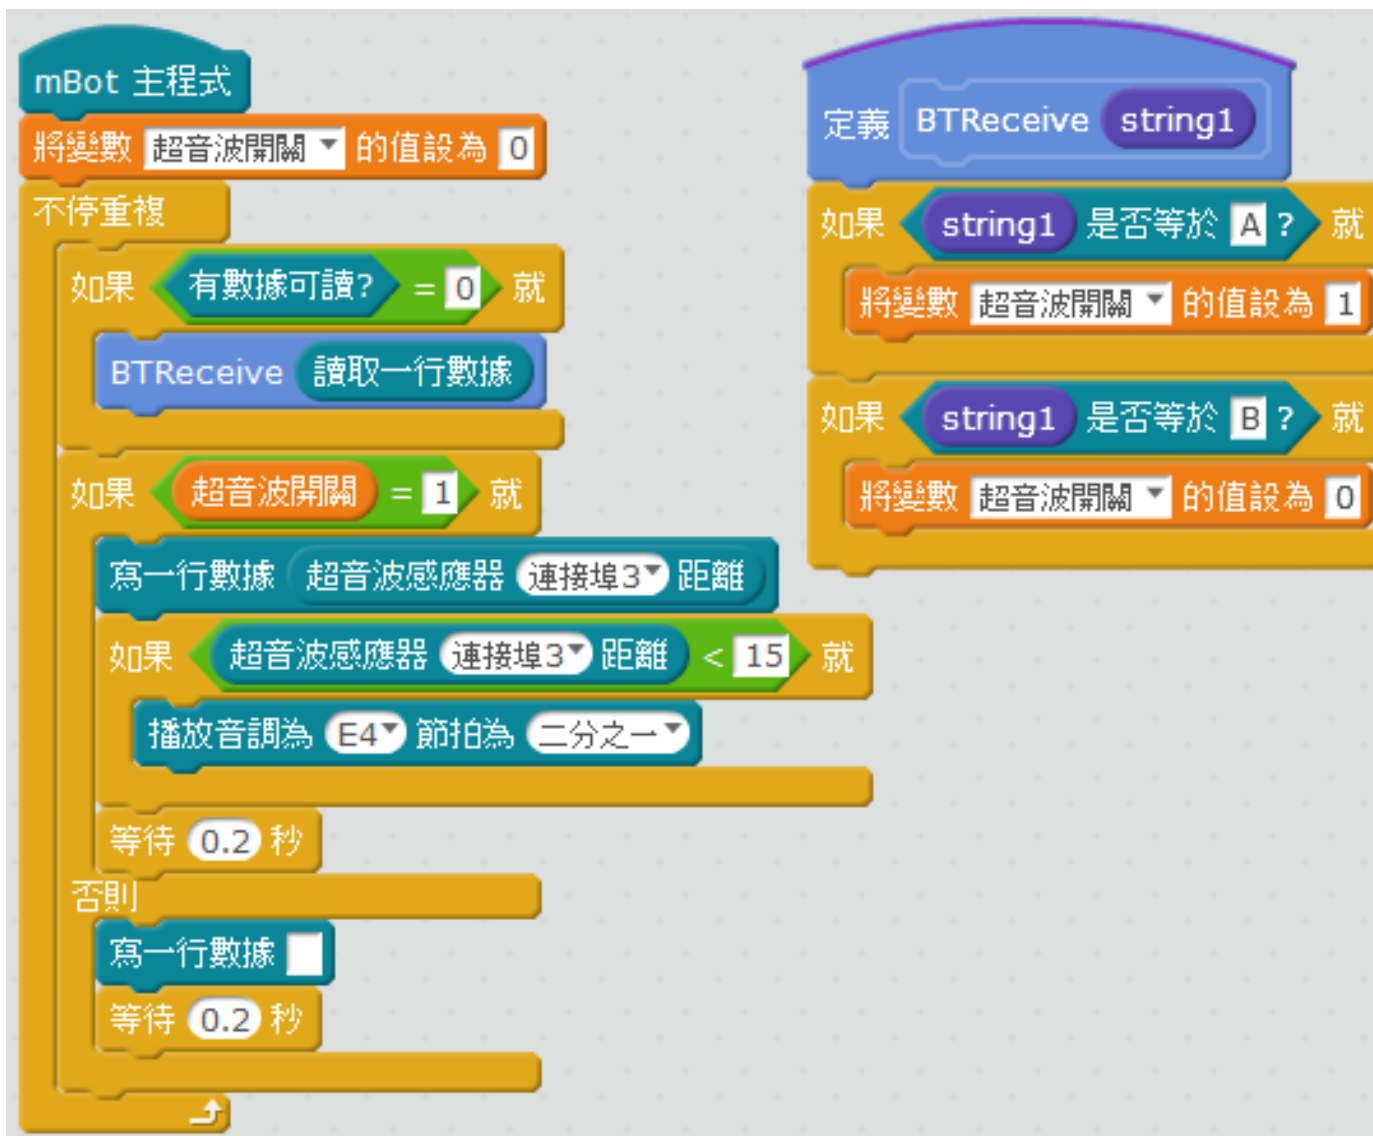 mBot 主程式
將變數 超音波開關 的值設為 0
不停重複
如果 有數據可讀? = 0 就
BTReceive 讀取一行數據
如果 超音波開關 = 1 就
寫一行數據 超音波感應器 連接埠3 距離
如果 超音波感應器 連接埠3 距離 < 15 就
播放音調為 E4 節拍為 二分之一
等待 0.2 秒
否則
寫一行數據
等待 0.2 秒
定義 BTReceive string1
如果 string1 是否等於 A ? 就
將變數 超音波開關 的值設為 1
如果 string1 是否等於 B ? 就
將變數 超音波開關 的值設為 0